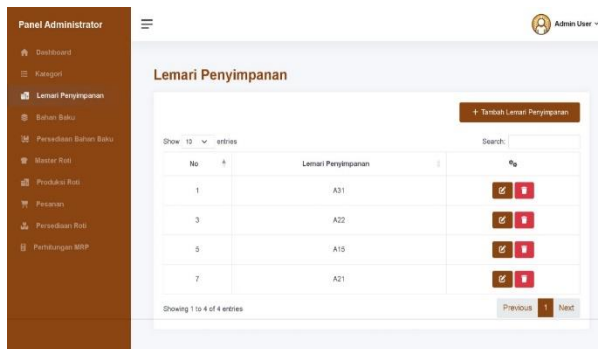 Panel Administrator
Admin User
Dashboard
Kategori
Lemari Penyimpanan
Bahan Baku
Persediaan Bahan Baku
Master Roti
Produksi Roti
Pesanan
Persediaan Roti
Perhitungan MRP
Lemari Penyimpanan
+ Tambah Lemari Penyimpanan
Show 10 entries
Search:
No Lemari Penyimpanan
1 A31
3 A22
5 A15
7 A21
Showing 1 to 4 of 4 entries
Previous 1 Next